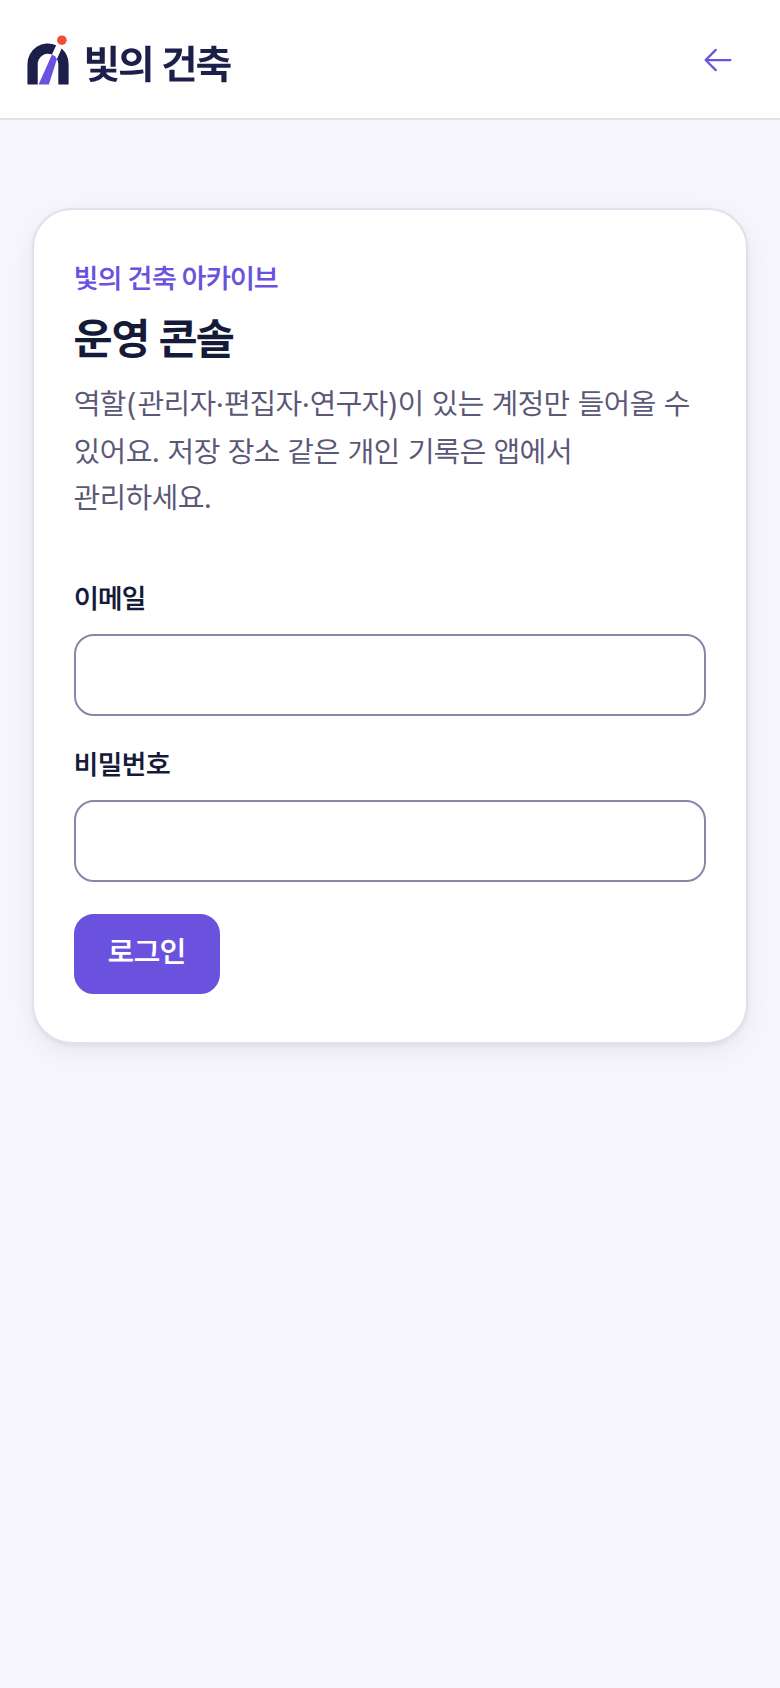 빛의 건축
빛의 건축 아카이브
운영 콘솔
역할(관리자·편집자·연구자)이 있는 계정만 들어올 수
있어요. 저장 장소 같은 개인 기록은 앱에서
관리하세요.
이메일
비밀번호
로그인